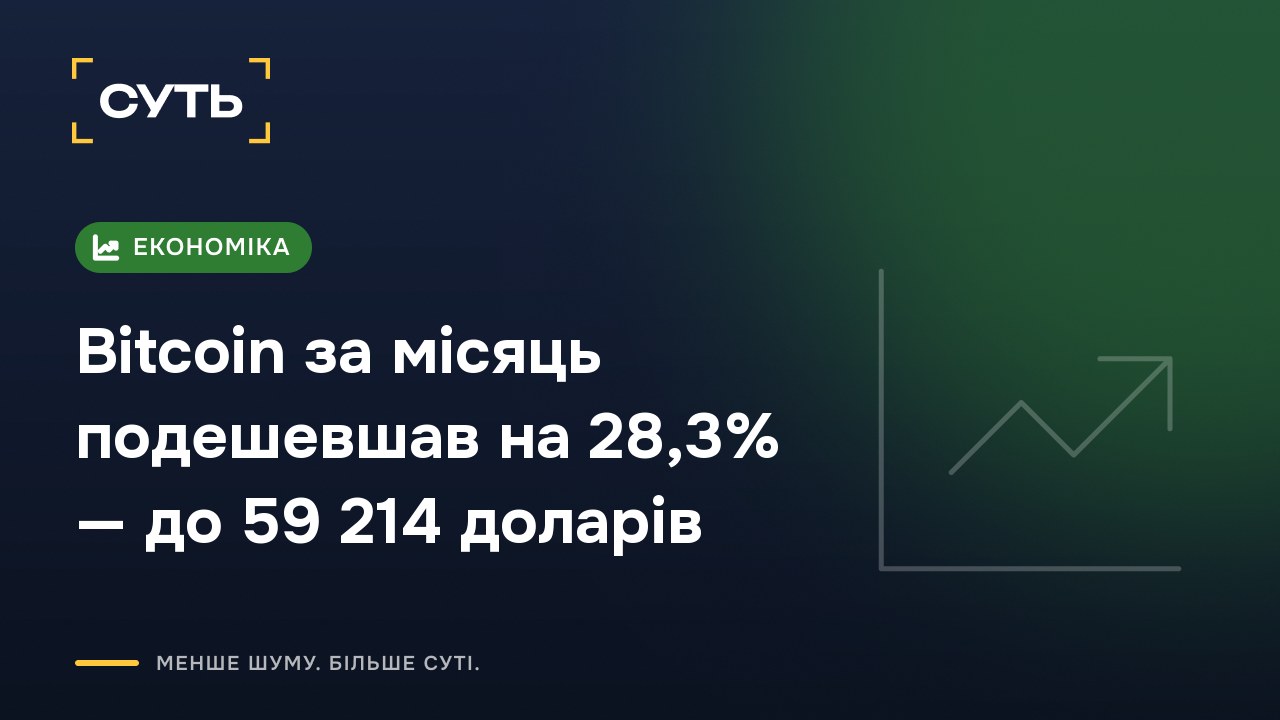 СУТЬ
ЕКОНОМІКА
Bitcoin за місяць
подешевшав на 28,3%
— до 59 214 доларів
МЕНШЕ ШУМУ. БІЛЬШЕ СУТІ.